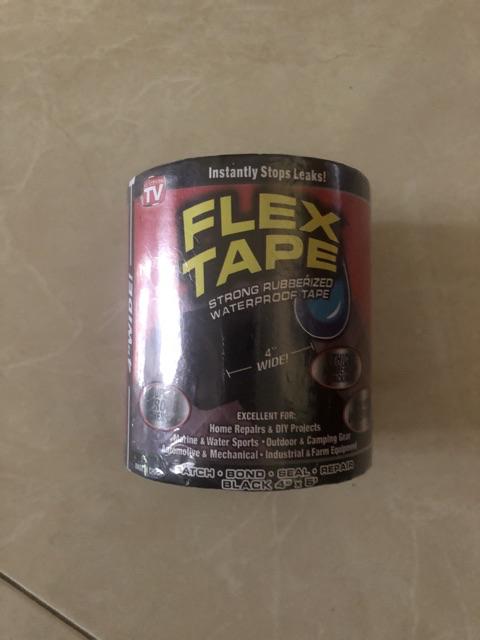 Instantly Stops Leaks!
TV
FLEX
TAPE
STRONG RUBBERIZED
WATERPROOF TAPE
4"
WIDE!
EXCELLENT FOR:
Home Repairs & DIY Projects
Marine & Water Sports • Outdoor & Camping Gear
Automotive & Mechanical • Industrial & Farm Equipment
PATCH • BOND • SEAL • REPAIR
BLACK 4" x 5'